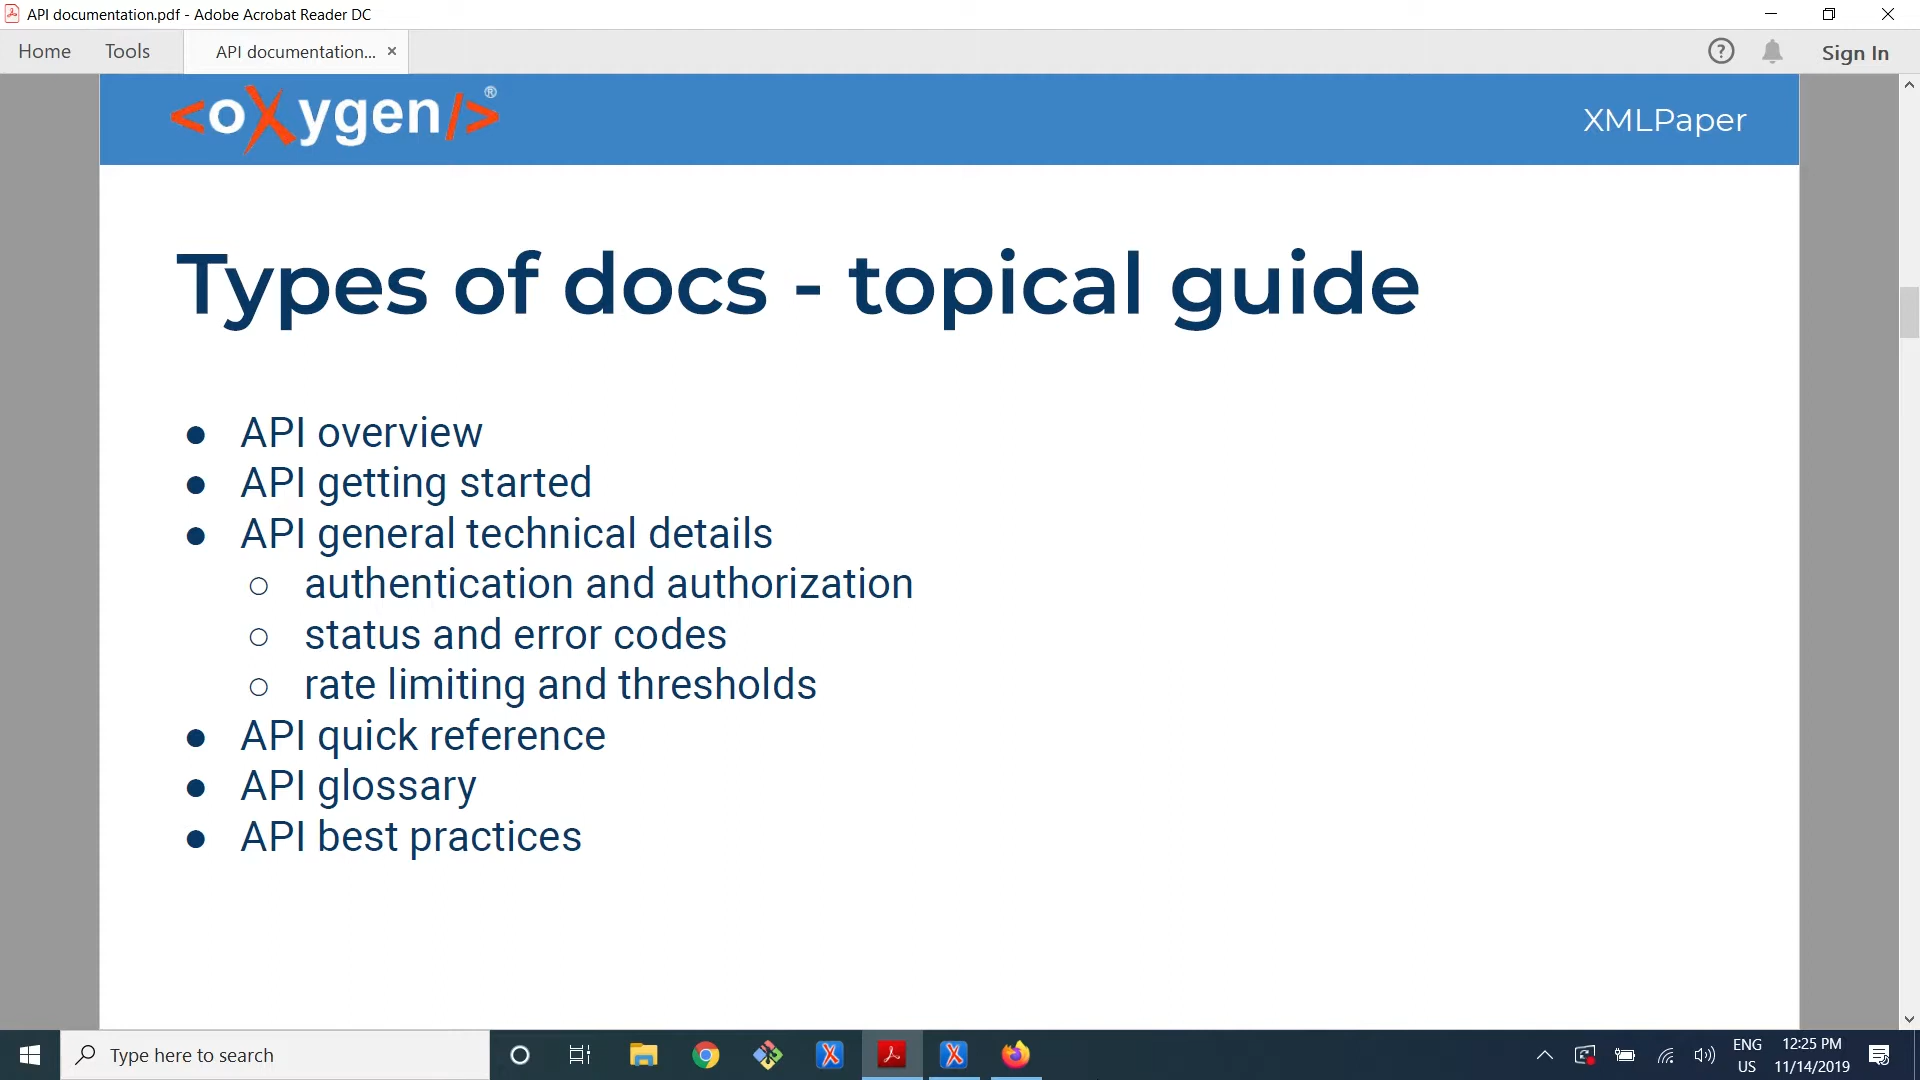 API documentation.pdf - Adobe Acrobat Reader DC
Home Tools API documentation... × Sign In
<oXygen/>® XMLPaper
Types of docs - topical guide
● API overview
● API getting started
● API general technical details
○ authentication and authorization
○ status and error codes
○ rate limiting and thresholds
● API quick reference
● API glossary
● API best practices
Type here to search
ENG 12:25 PM
US 11/14/2019